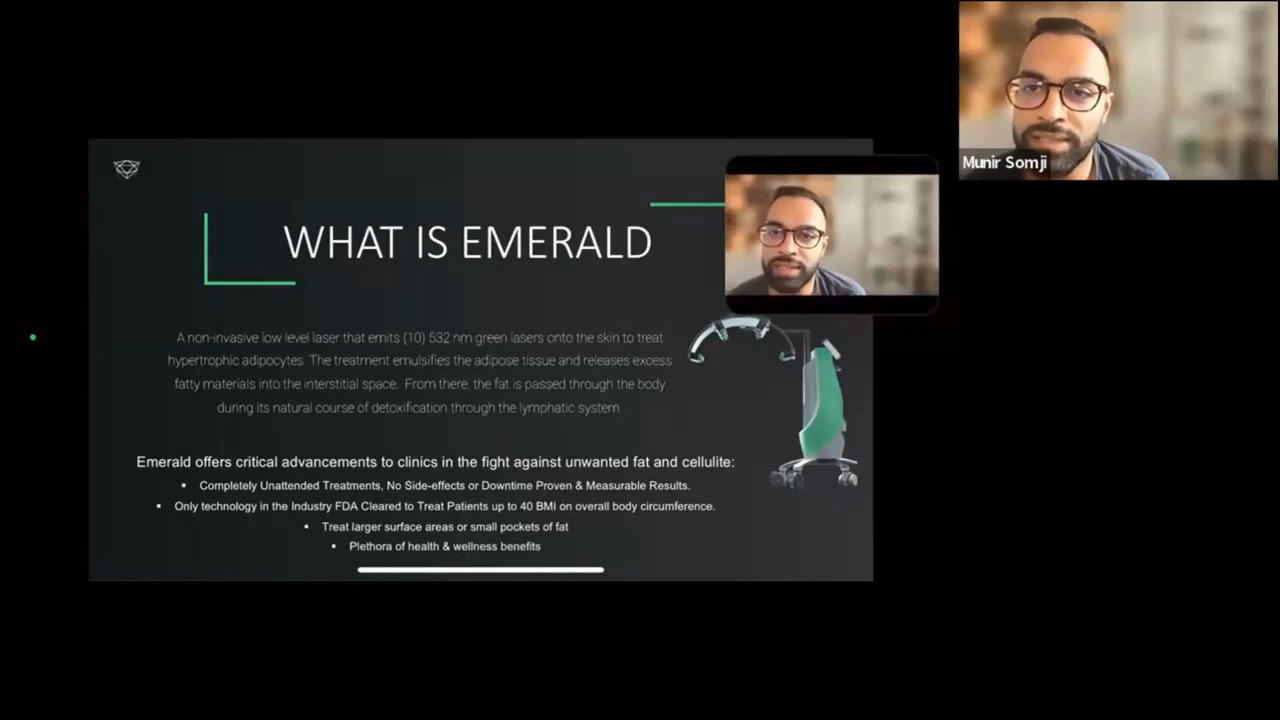 Munir Somji
WHAT IS EMERALD
A non-invasive low level laser that emits (10) 532 nm green lasers onto the skin to treat
hypertrophic adipocytes. The treatment emulsifies the adipose tissue and releases excess
fatty materials into the interstitial space. From there, the fat is passed through the body
during its natural course of detoxification through the lymphatic system.
Emerald offers critical advancements to clinics in the fight against unwanted fat and cellulite:
▪ Completely Unattended Treatments, No Side-effects or Downtime Proven & Measurable Results.
▪ Only technology in the Industry FDA Cleared to Treat Patients up to 40 BMI on overall body circumference.
▪ Treat larger surface areas or small pockets of fat
▪ Plethora of health & wellness benefits